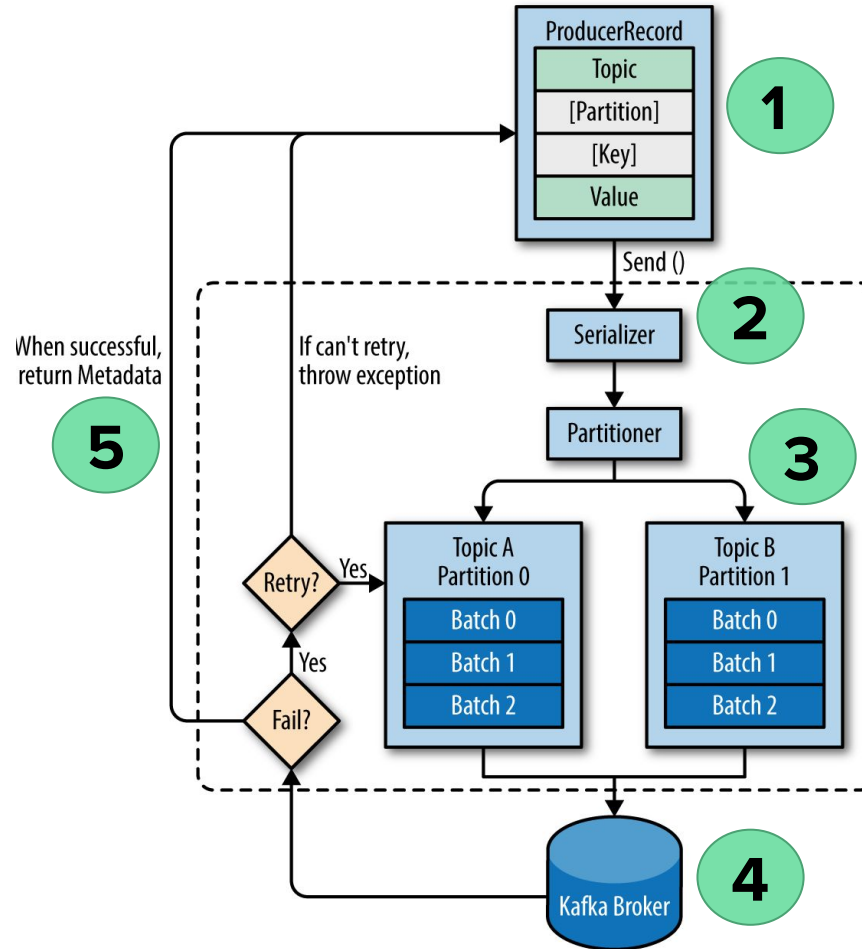 ProducerRecord
Topic
[Partition]
[Key]
Value
1
Send ()
2
Serializer
When successful,
return Metadata
If can't retry,
throw exception
5
Partitioner
3
Topic A
Partition 0
Batch 0
Batch 1
Batch 2
Topic B
Partition 1
Batch 0
Batch 1
Batch 2
Retry?
Yes
Yes
Fail?
Kafka Broker
4